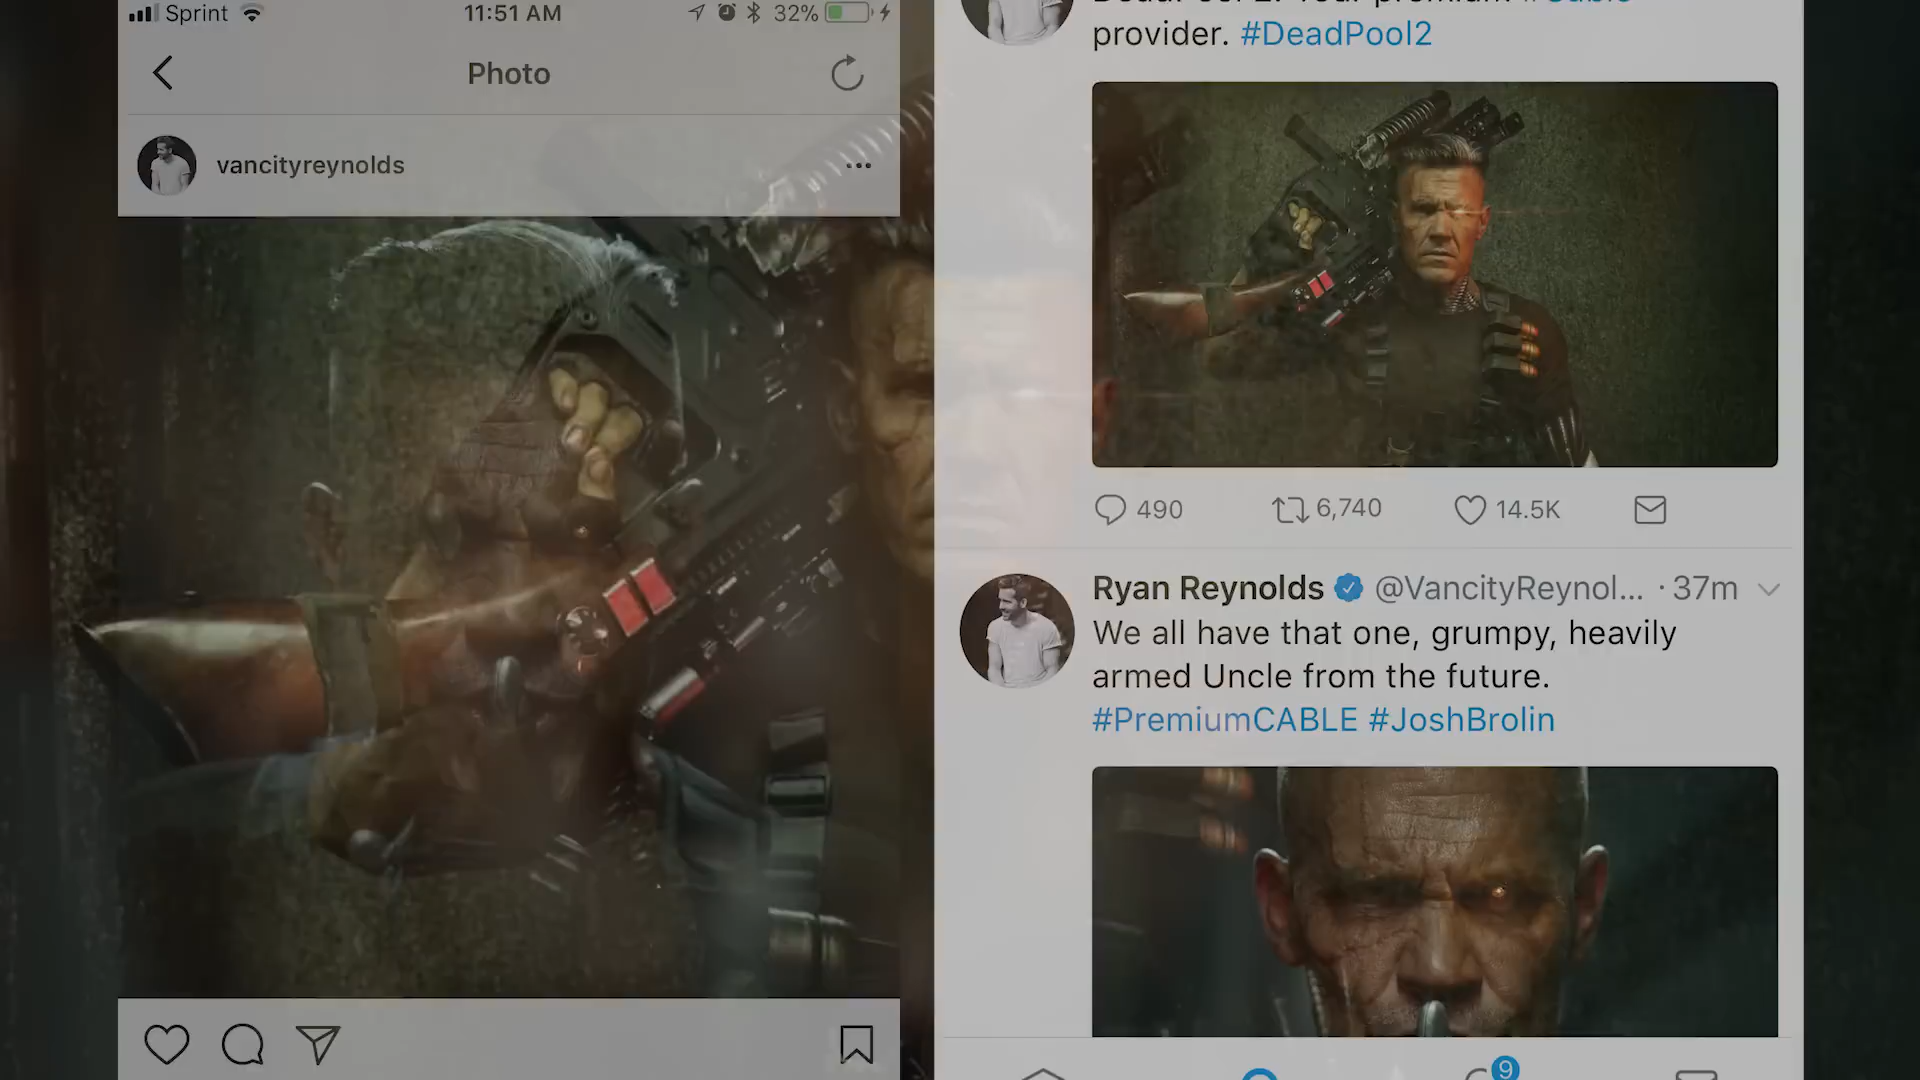 Sprint
11:51 AM
32%
Photo
vancityreynolds
provider. #DeadPool2
490
6,740
14.5K
Ryan Reynolds @VancityReynol... · 37m
We all have that one, grumpy, heavily
armed Uncle from the future.
#PremiumCABLE #JoshBrolin
9